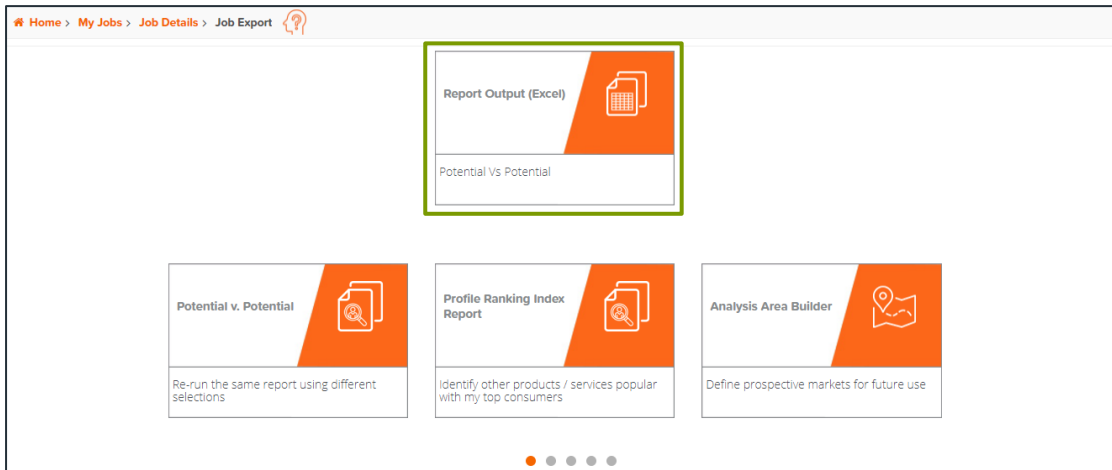 Home > My Jobs > Job Details > Job Export
Report Output (Excel)
Potential Vs Potential
Potential v. Potential
Re-run the same report using different
selections
Profile Ranking Index
Report
Identify other products / services popular
with my top consumers
Analysis Area Builder
Define prospective markets for future use